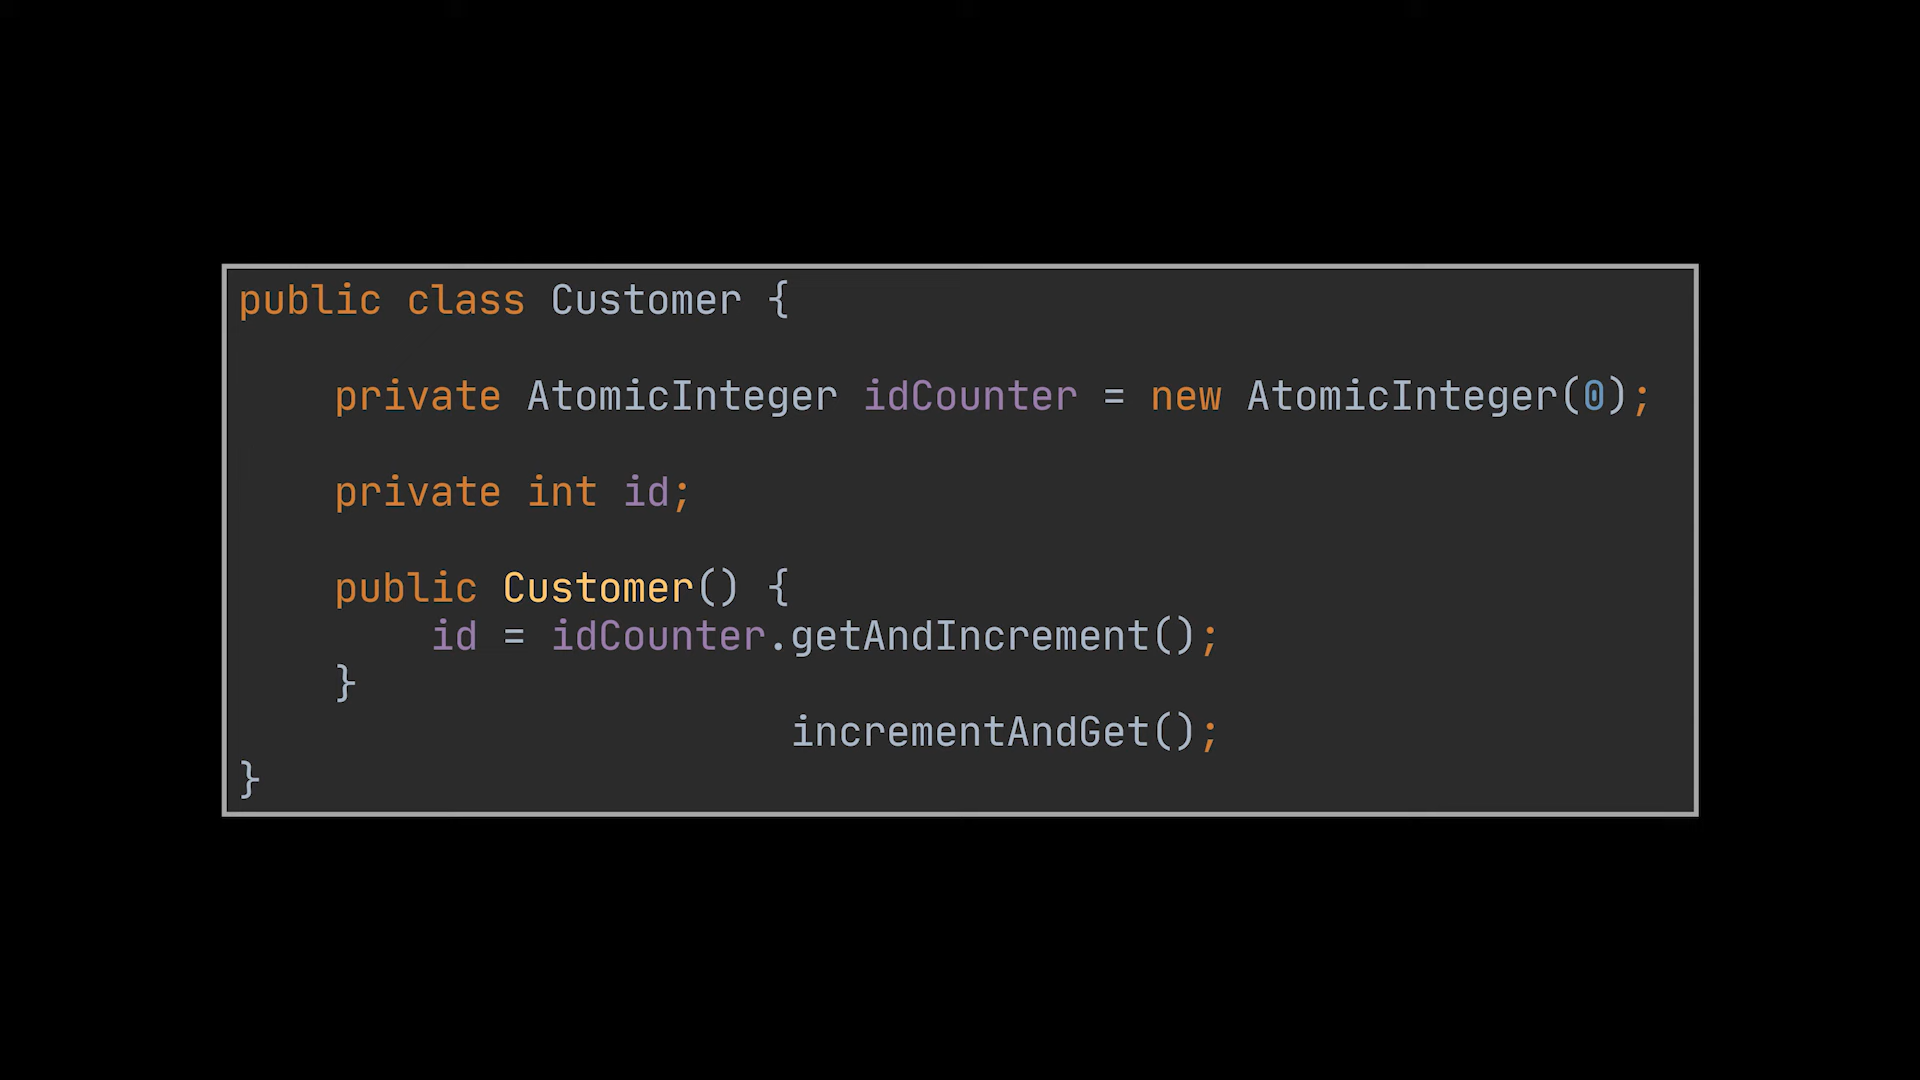 public class Customer {
private AtomicInteger idCounter = new AtomicInteger(0);
private int id;
public Customer() {
id = idCounter.getAndIncrement();
}
incrementAndGet();
}